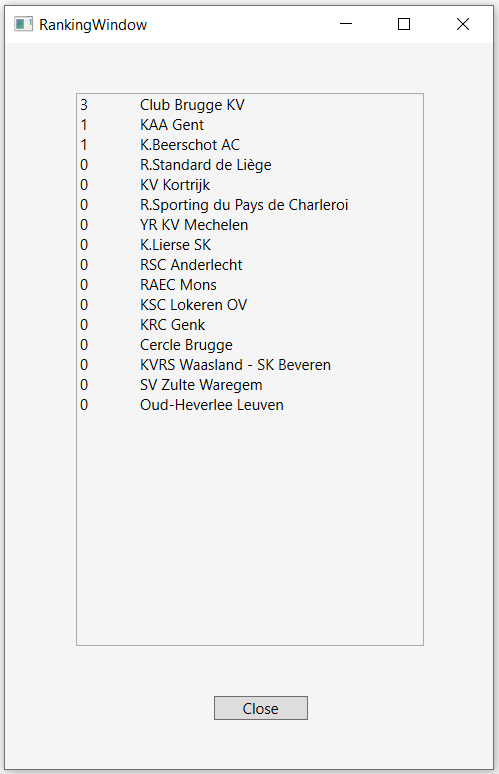 RankingWindow
3 Club Brugge KV
1 KAA Gent
1 K.Beerschot AC
0 R.Standard de Liège
0 KV Kortrijk
0 R.Sporting du Pays de Charleroi
0 YR KV Mechelen
0 K.Lierse SK
0 RSC Anderlecht
0 RAEC Mons
0 KSC Lokeren OV
0 KRC Genk
0 Cercle Brugge
0 KVRS Waasland - SK Beveren
0 SV Zulte Waregem
0 Oud-Heverlee Leuven
Close